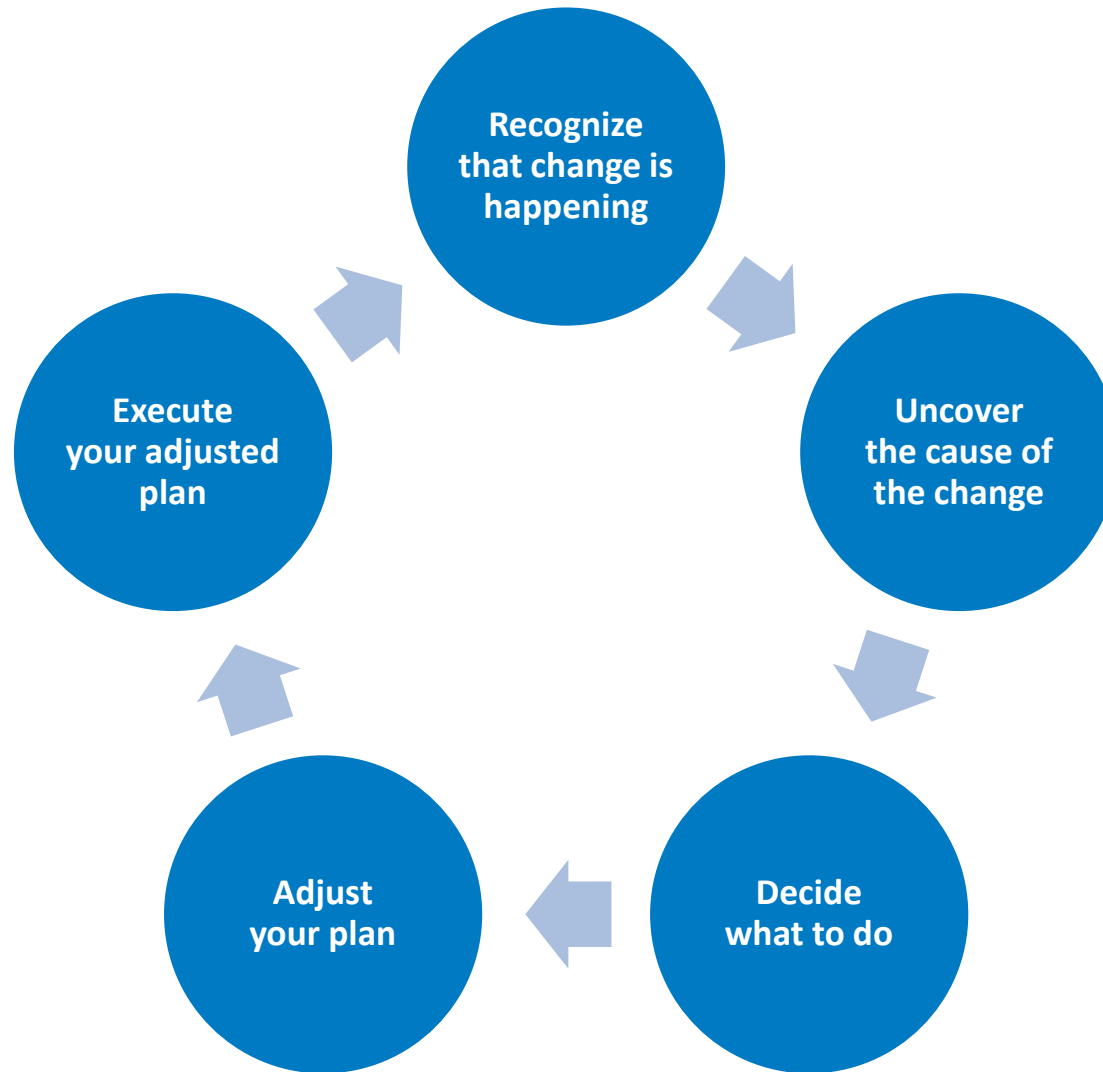 Recognize
that change is
happening
Uncover
the cause of
the change
Decide
what to do
Adjust
your plan
Execute
your adjusted
plan